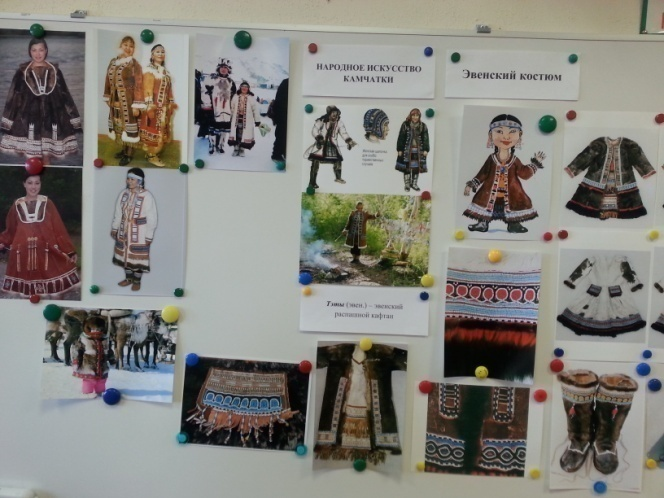 НАРОДНОЕ ИСКУССТВО
КАМЧАТКИ
Эвенский костюм
Тэты (эвен.) – эвенский
распашной кафтан